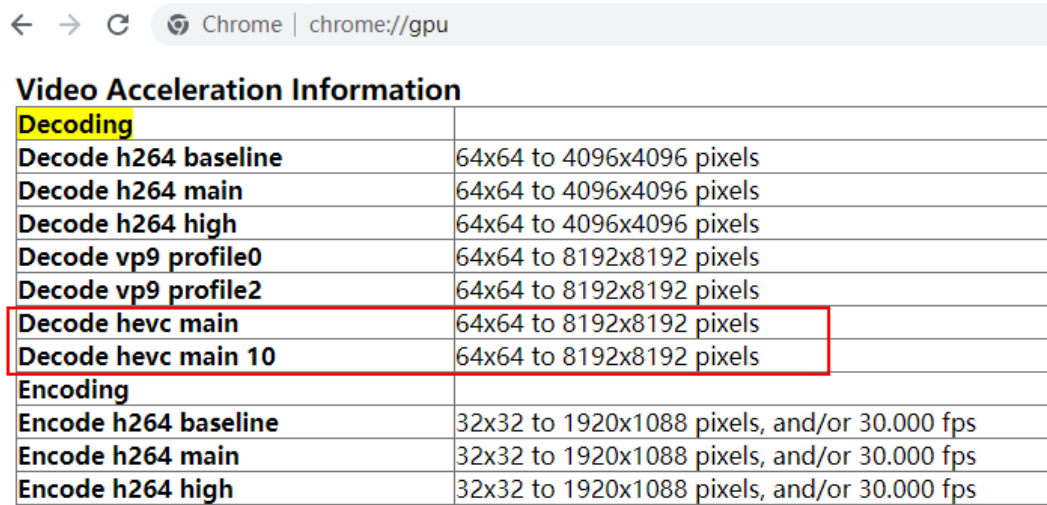 Chrome | chrome://gpu
Video Acceleration Information
Decoding
Decode h264 baseline 64x64 to 4096x4096 pixels
Decode h264 main 64x64 to 4096x4096 pixels
Decode h264 high 64x64 to 4096x4096 pixels
Decode vp9 profile0 64x64 to 8192x8192 pixels
Decode vp9 profile2 64x64 to 8192x8192 pixels
Decode hevc main 64x64 to 8192x8192 pixels
Decode hevc main 10 64x64 to 8192x8192 pixels
Encoding
Encode h264 baseline 32x32 to 1920x1088 pixels, and/or 30.000 fps
Encode h264 main 32x32 to 1920x1088 pixels, and/or 30.000 fps
Encode h264 high 32x32 to 1920x1088 pixels, and/or 30.000 fps